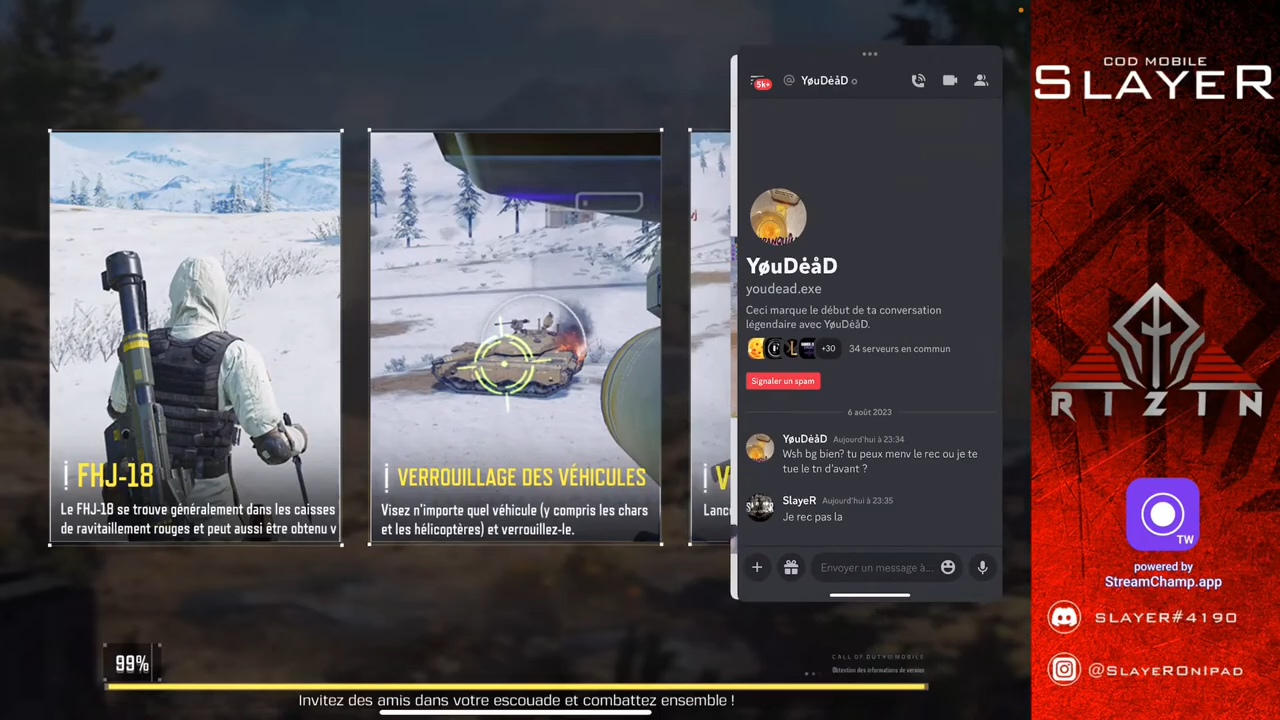 FHJ-18
Le FHJ-18 se trouve généralement dans les caisses
de ravitaillement rouges et peut aussi être obtenu v
VERROUILLAGE DES VÉHICULES
Visez n'importe quel véhicule (y compris les chars
et les hélicoptères) et verrouillez-le.
V
Lanc
5k+
@ YøuDėåD
YøuDėåD
youdead.exe
Ceci marque le début de ta conversation
légendaire avec YøuDėåD.
+30
34 serveurs en commun
Signaler un spam
6 août 2023
YøuDėåD Aujourd'hui à 23:34
Wsh bg bien? tu peux menv le rec ou je te
tue le tn d'avant ?
SlayeR Aujourd'hui à 23:35
Je rec pas la
Envoyer un message à...
99%
CALL OF DUTY® MOBILE
Obtention des informations de version
Invitez des amis dans votre escouade et combattez ensemble !
COD MOBILE
SLAYER
RIZIN
TW
powered by
StreamChamp.app
SLAYER#4190
@SlayeROnIpad